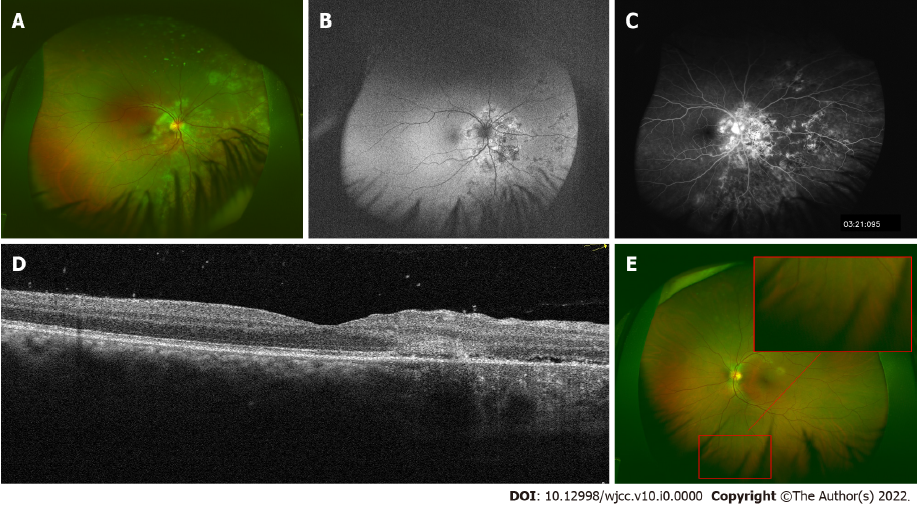 A
B
C
03:21:095
D
E
DOI: 10.12998/wjcc.v10.i0.0000 Copyright ©The Author(s) 2022.